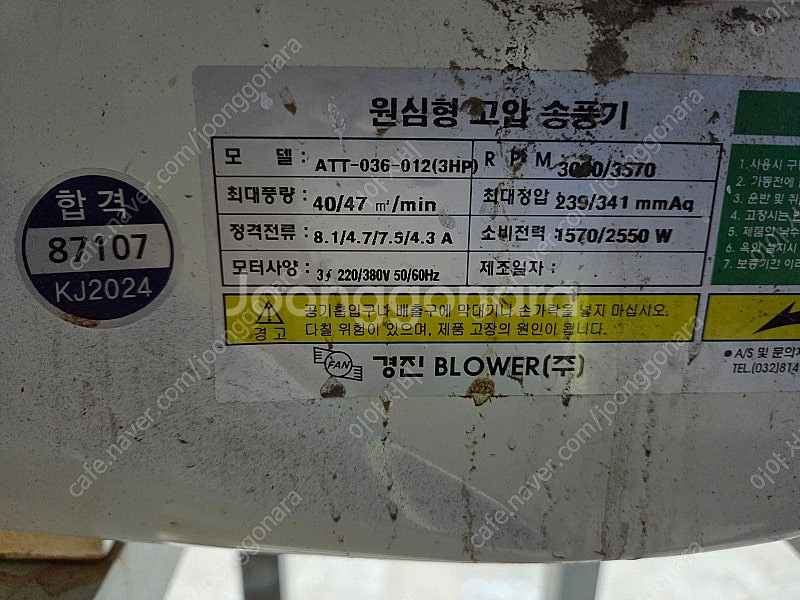 원심형 고압 송풍기
모 델 : ATT-036-012(3HP) R P M 3000/3570
최대풍량 : 40/47 ㎥/min 최대정압 : 239/341 mmAq
정격전류 : 8.1/4.7/7.5/4.3 A 소비전력 : 1570/2550 W
모터사양 : 3∮ 220/380V 50/60Hz 제조일자 :
합격
87107
KJ2024
경고
공기흡입구나 배출구에 막대기나 손가락을 넣지 마십시오.
다칠 위험이 있으며, 제품 고장의 원인이 됩니다.
FAN
경진 BLOWER(주)
1. 사용시
2. 가동전에
3. 운반 및
4. 고장시는
5. 제품안
6.
7. 보증기간
● A/S 및 문의
TEL.(032)814
Joonggonara
cafe.naver.com/joonggonara